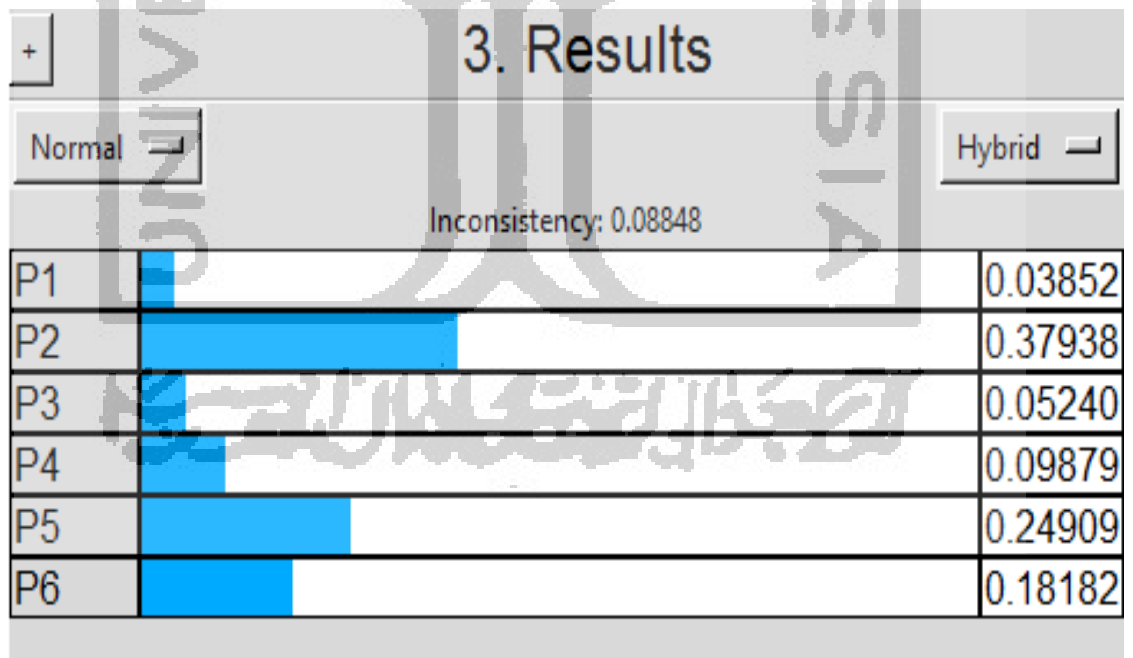 + 3. Results
Normal Hybrid
Inconsistency: 0.08848
P1 0.03852
P2 0.37938
P3 0.05240
P4 0.09879
P5 0.24909
P6 0.18182